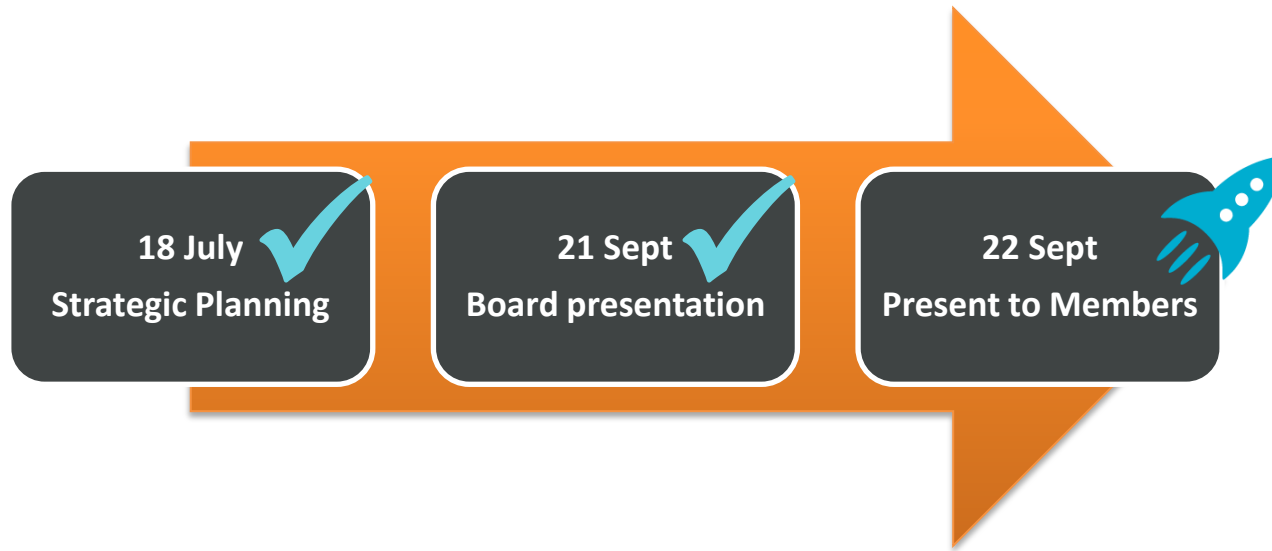 18 July
Strategic Planning
21 Sept
Board presentation
22 Sept
Present to Members